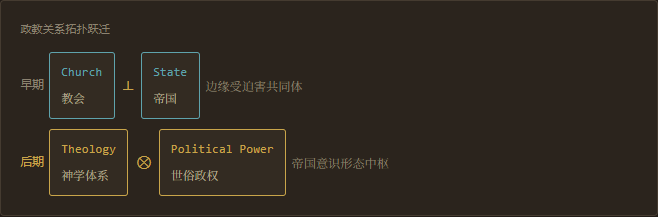 政教关系拓扑跃迁
早期 Church ⊥ State 边缘受迫害共同体
教会 帝国
后期 Theology ⊗ Political Power 帝国意识形态中枢
神学体系 世俗政权